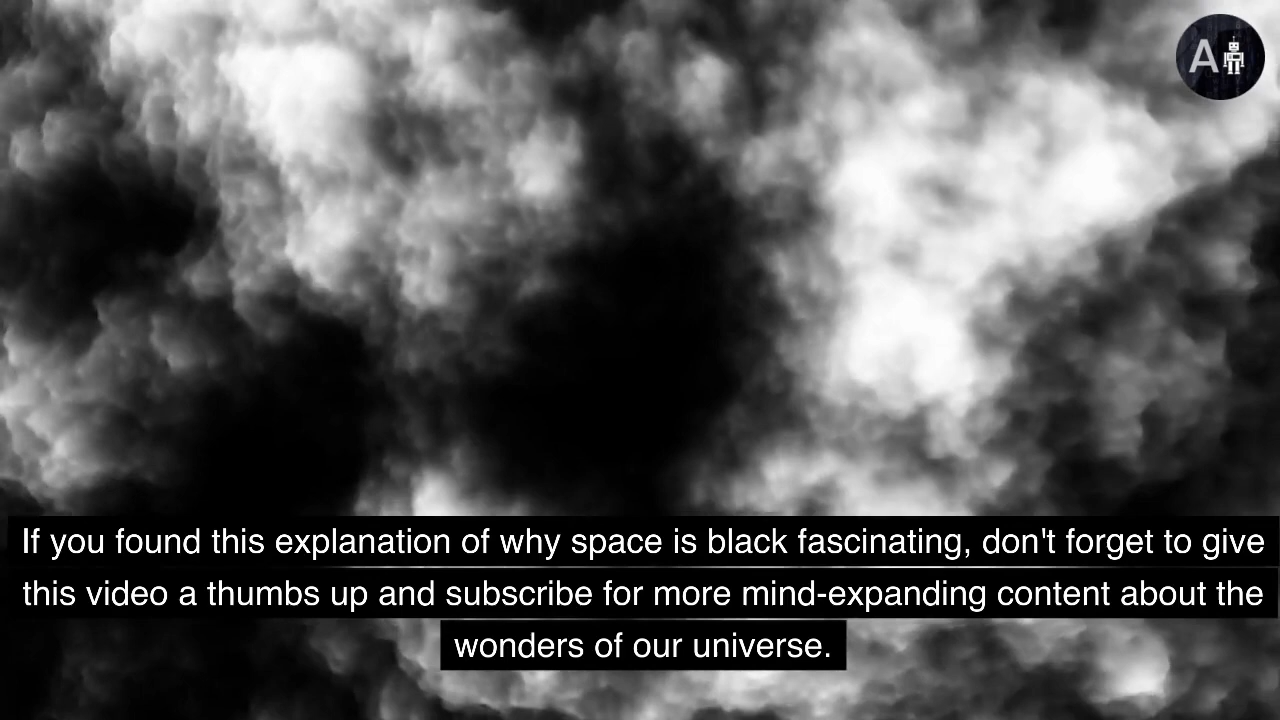 A
If you found this explanation of why space is black fascinating, don't forget to give
this video a thumbs up and subscribe for more mind-expanding content about the
wonders of our universe.